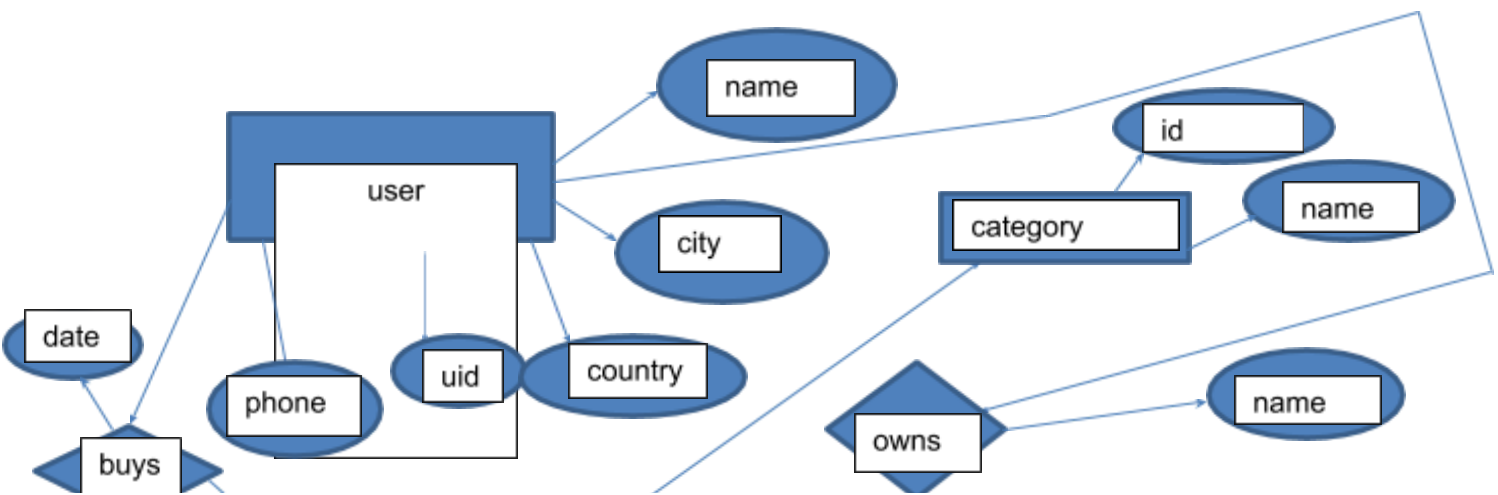 name
id
user
name
category
city
date
country
uid
phone
name
owns
buys